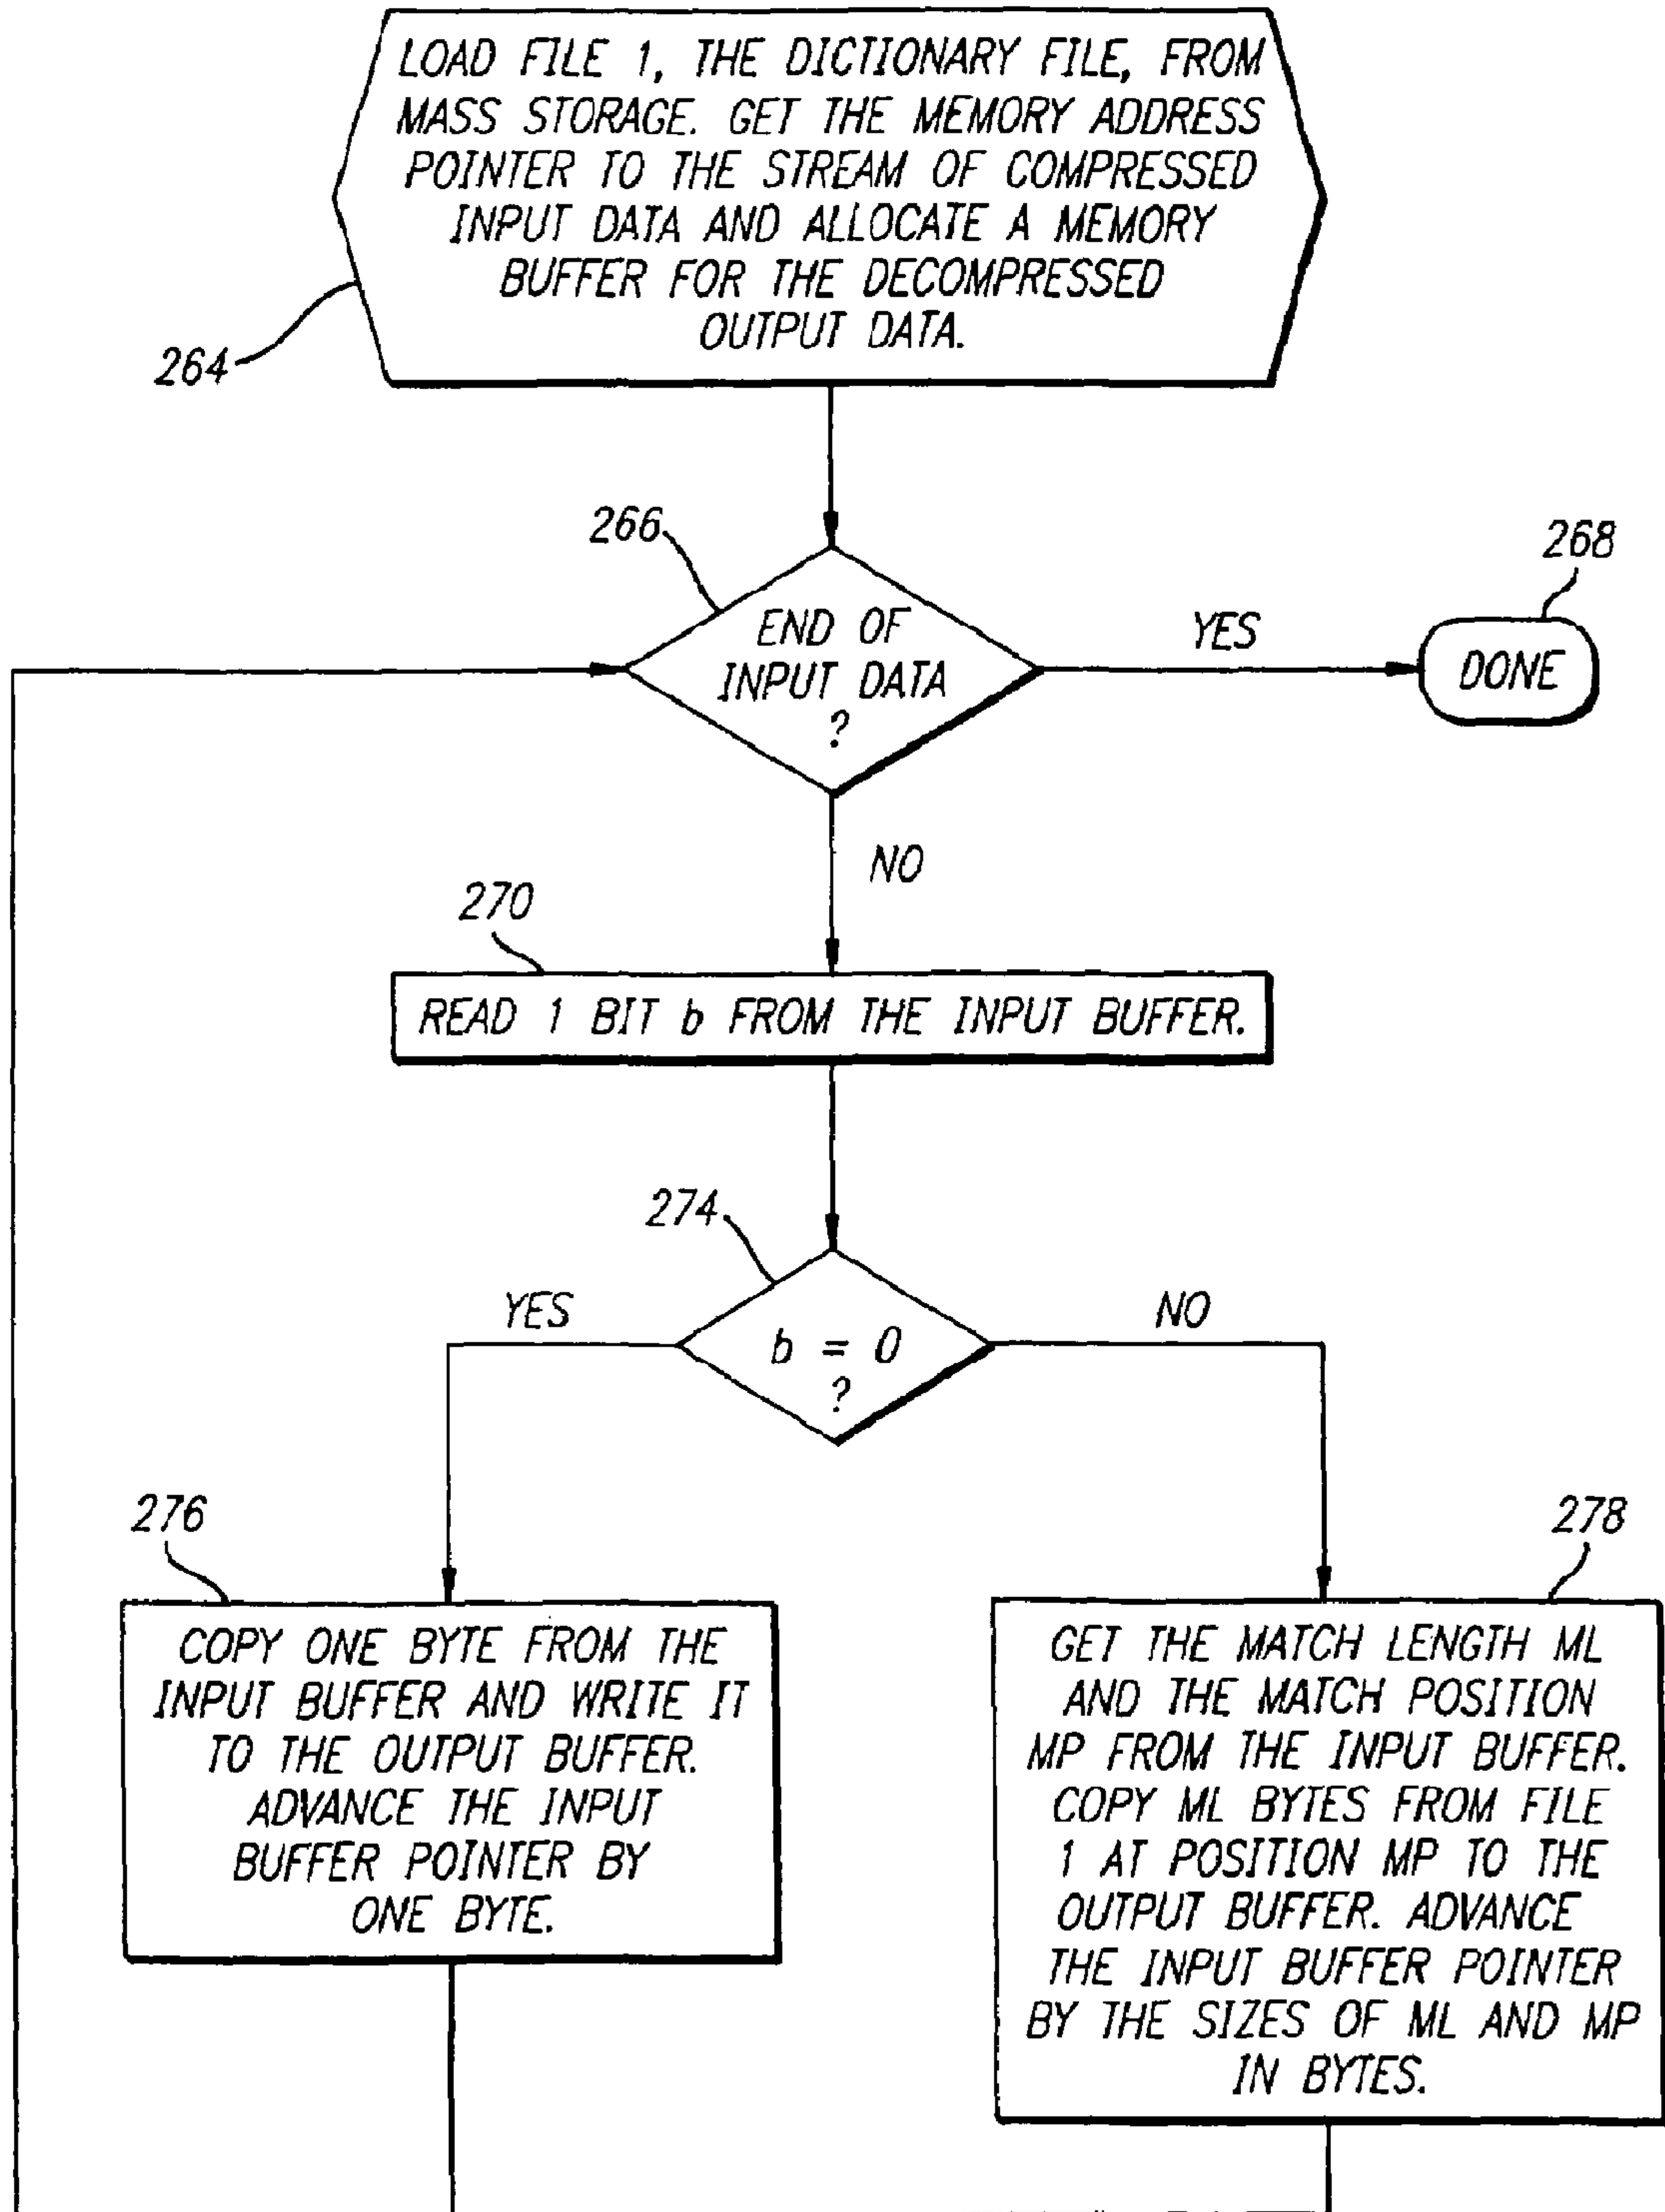 LOAD FILE 1, THE DICTIONARY FILE, FROM
MASS STORAGE. GET THE MEMORY ADDRESS
POINTER TO THE STREAM OF COMPRESSED
INPUT DATA AND ALLOCATE A MEMORY
BUFFER FOR THE DECOMPRESSED
OUTPUT DATA.
264
266
268
END OF
INPUT DATA
?
YES
DONE
NO
270
READ 1 BIT b FROM THE INPUT BUFFER.
274
YES
b = 0
?
NO
276
COPY ONE BYTE FROM THE
INPUT BUFFER AND WRITE IT
TO THE OUTPUT BUFFER.
ADVANCE THE INPUT
BUFFER POINTER BY
ONE BYTE.
278
GET THE MATCH LENGTH ML
AND THE MATCH POSITION
MP FROM THE INPUT BUFFER.
COPY ML BYTES FROM FILE
1 AT POSITION MP TO THE
OUTPUT BUFFER. ADVANCE
THE INPUT BUFFER POINTER
BY THE SIZES OF ML AND MP
IN BYTES.